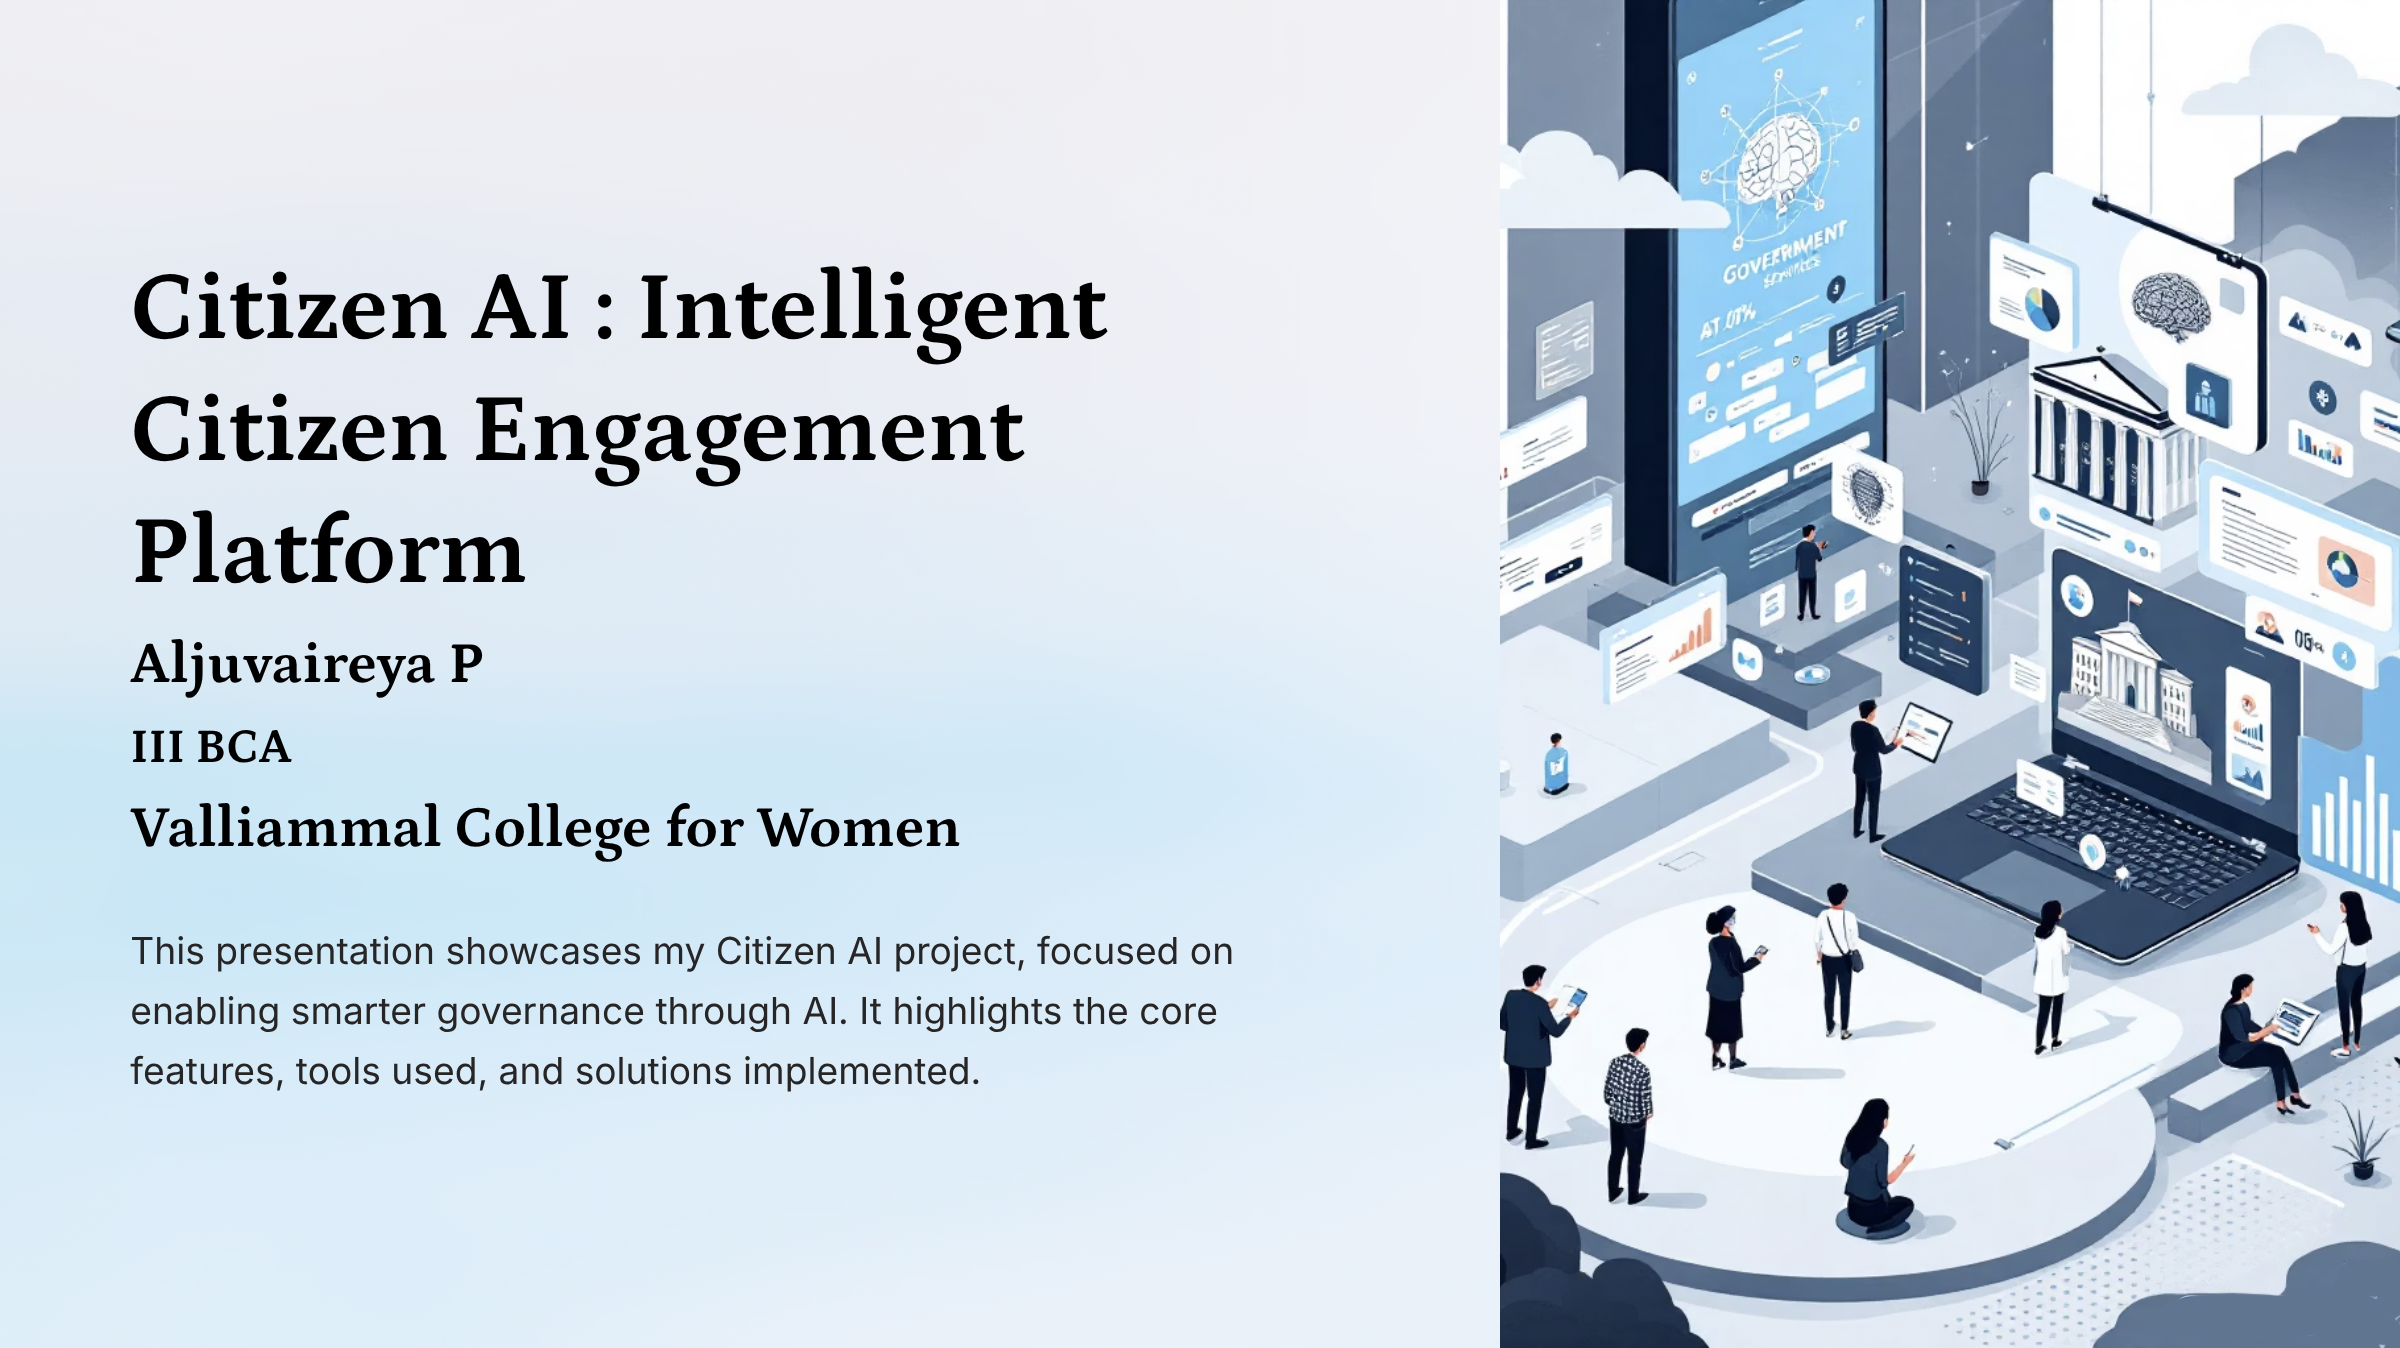 Citizen AI : Intelligent
Citizen Engagement
Platform
Aljuvaireya P
III BCA
Valliammal College for Women
This presentation showcases my Citizen AI project, focused on
enabling smarter governance through AI. It highlights the core
features, tools used, and solutions implemented.
GOVERNMENT